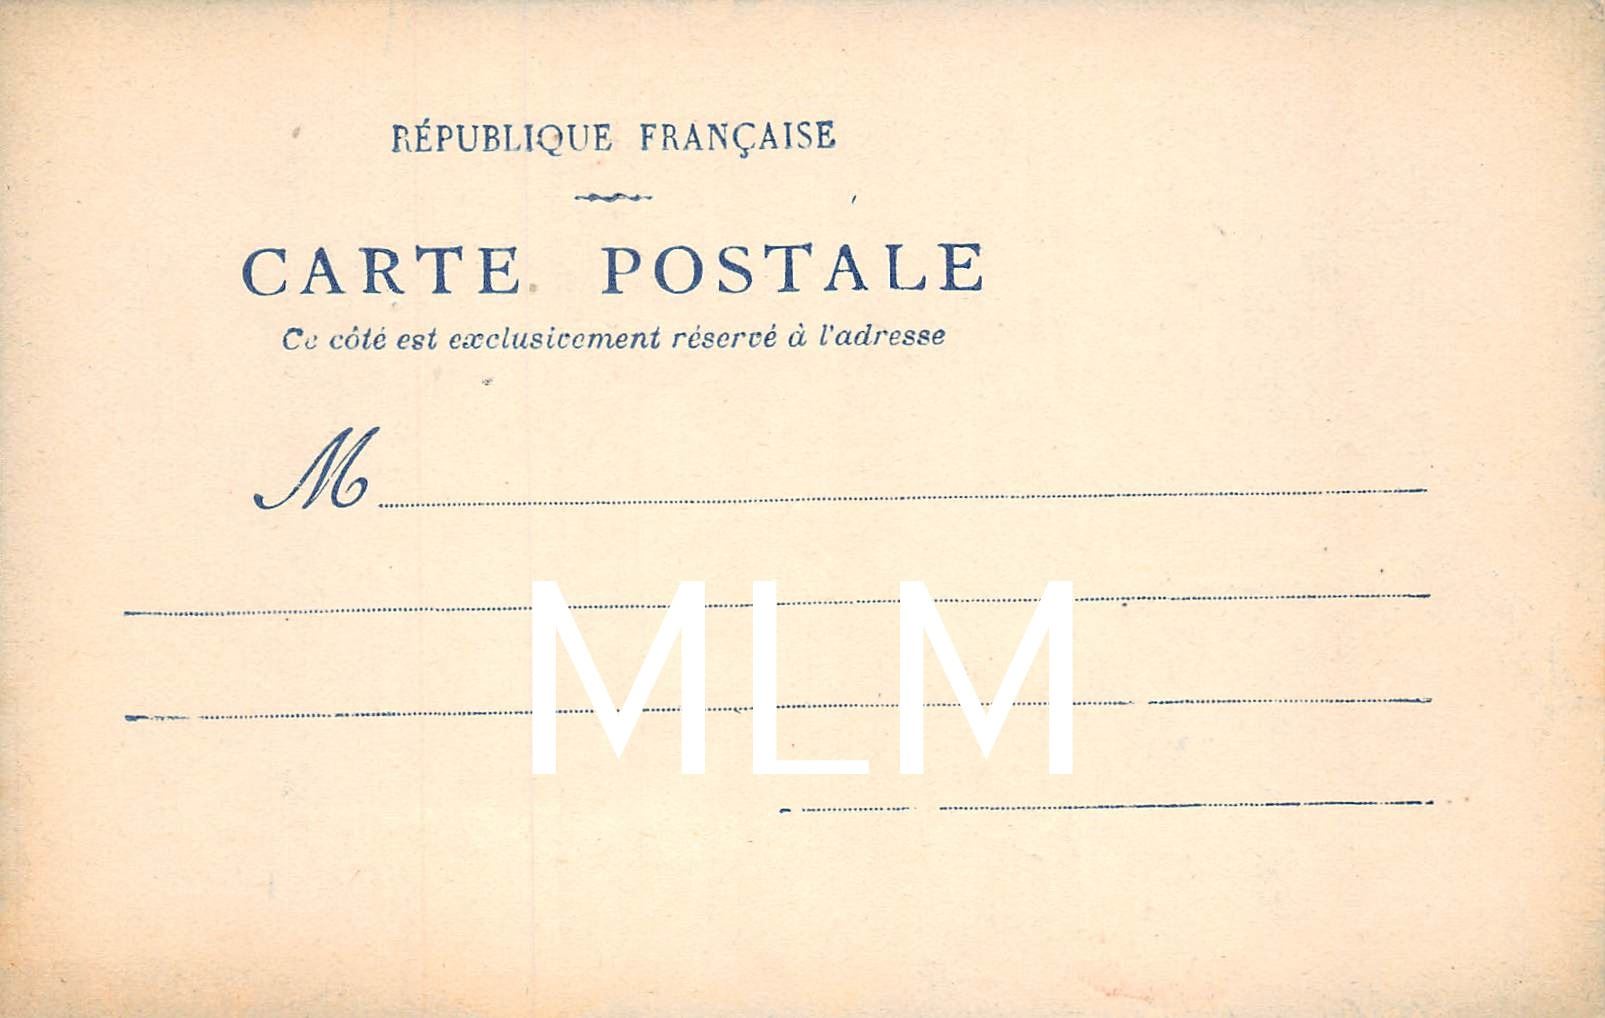 RÉPUBLIQUE FRANÇAISE
CARTE POSTALE
Ce côté est exclusivement réservé à l'adresse
M
MLM